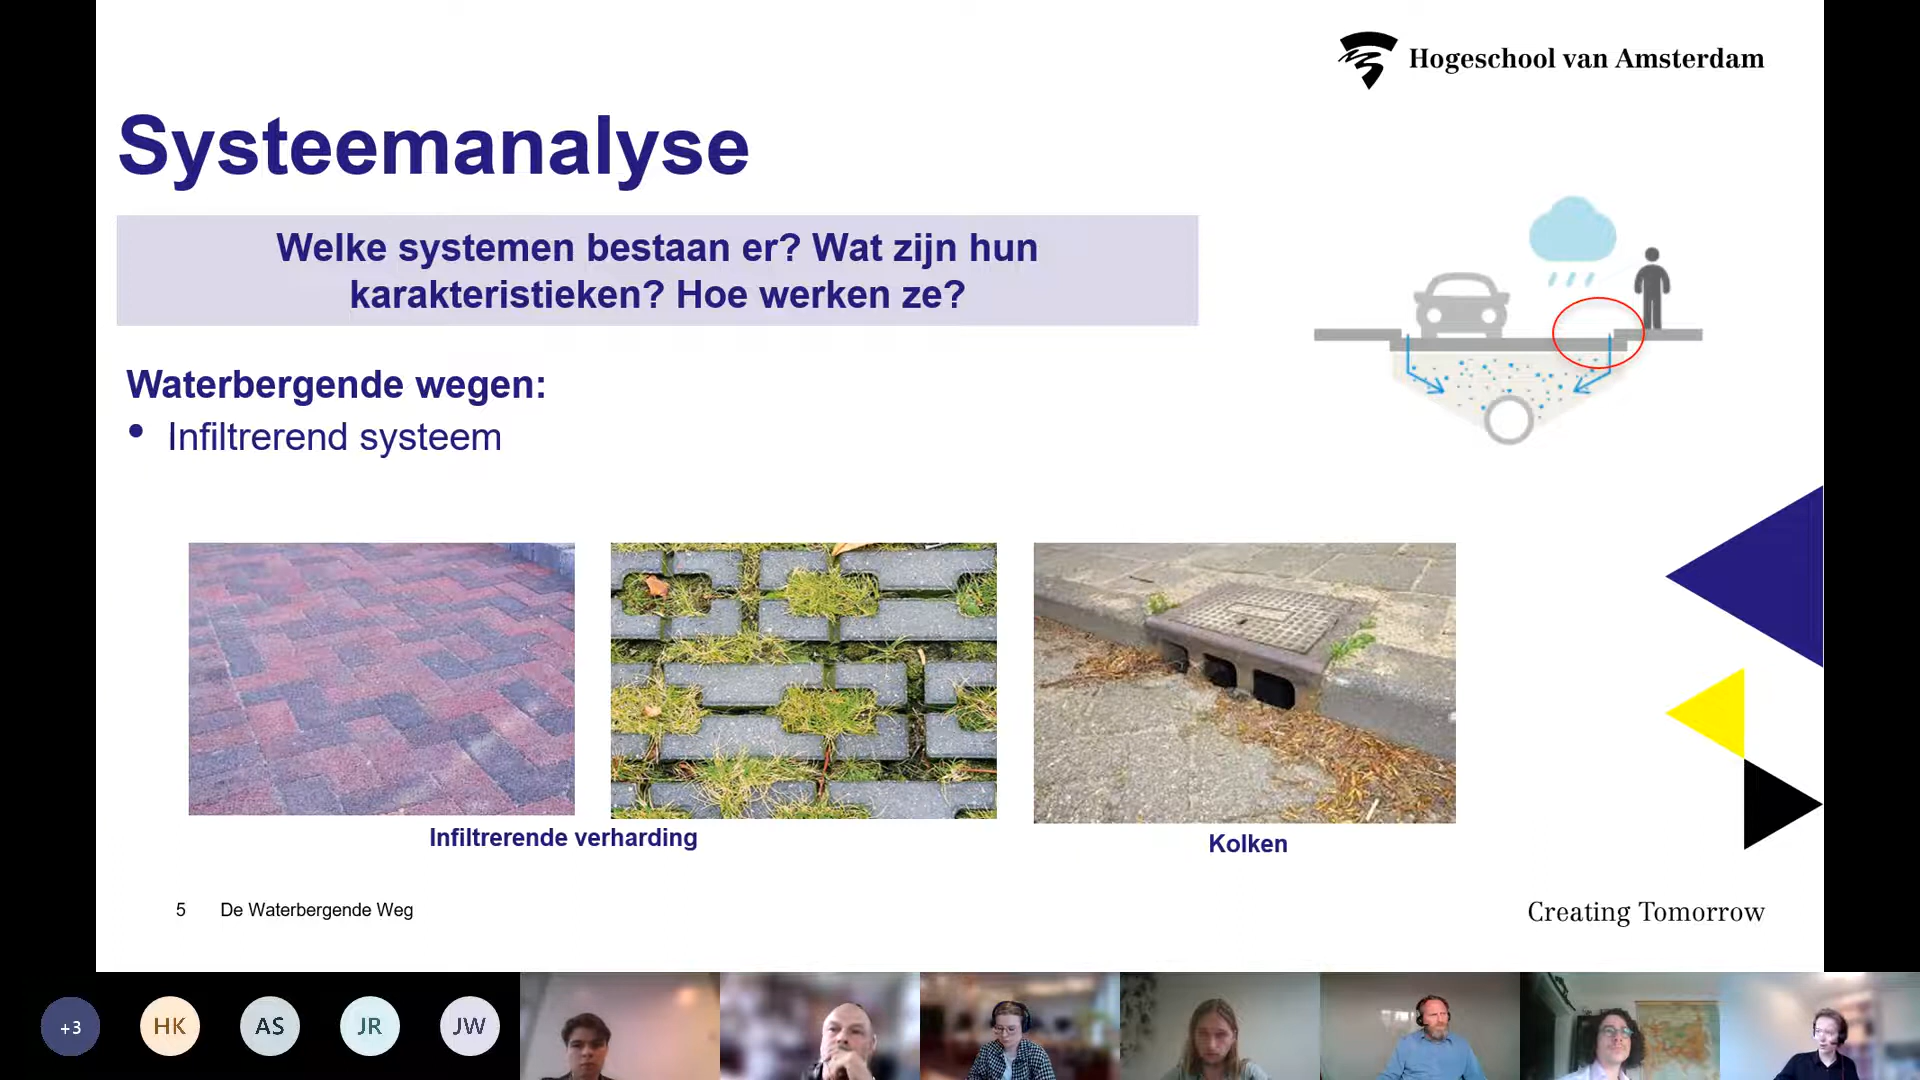 Hogeschool van Amsterdam
Systeemanalyse
Welke systemen bestaan er? Wat zijn hun
karakteristieken? Hoe werken ze?
Waterbergende wegen:
• Infiltrerend systeem
Infiltrerende verharding
Kolken
5 De Waterbergende Weg
Creating Tomorrow
+3 HK AS JR JW